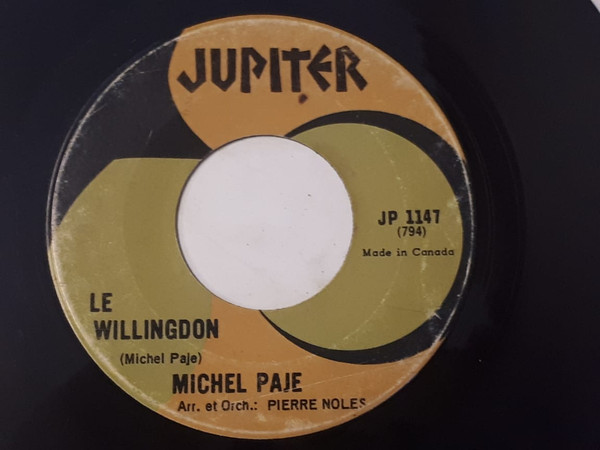 JUPITER
JP 1147
(794)
Made in Canada
LE
WILLINGDON
(Michel Paje)
MICHEL PAJE
Arr. et Orch.: PIERRE NOLES